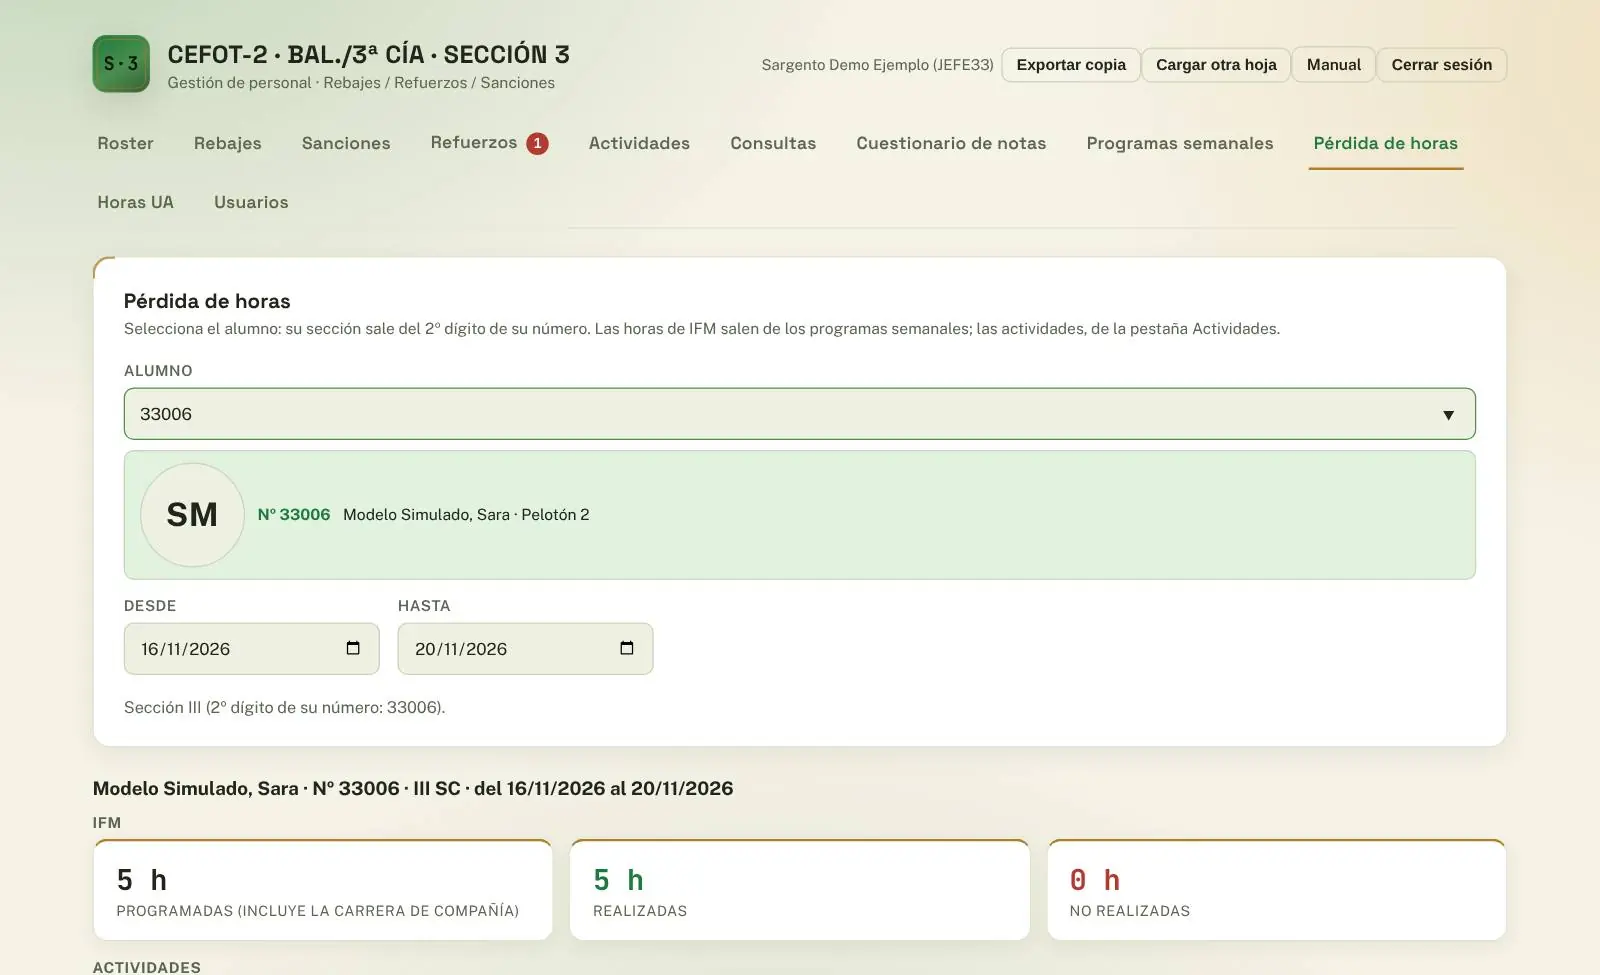 S·3
CEFOT-2 · BAL./3ª CÍA · SECCIÓN 3
Gestión de personal · Rebajes / Refuerzos / Sanciones
Sargento Demo Ejemplo (JEFE33)
Exportar copia
Cargar otra hoja
Manual
Cerrar sesión
Roster
Rebajes
Sanciones
Refuerzos 1
Actividades
Consultas
Cuestionario de notas
Programas semanales
Pérdida de horas
Horas UA
Usuarios
Pérdida de horas
Selecciona el alumno: su sección sale del 2º dígito de su número. Las horas de IFM salen de los programas semanales; las actividades, de la pestaña Actividades.
ALUMNO
33006
SM
Nº 33006 Modelo Simulado, Sara · Pelotón 2
DESDE
HASTA
16/11/2026
20/11/2026
Sección III (2º dígito de su número: 33006).
Modelo Simulado, Sara · Nº 33006 · III SC · del 16/11/2026 al 20/11/2026
IFM
5 h
PROGRAMADAS (INCLUYE LA CARRERA DE COMPAÑÍA)
5 h
REALIZADAS
0 h
NO REALIZADAS
ACTIVIDADES